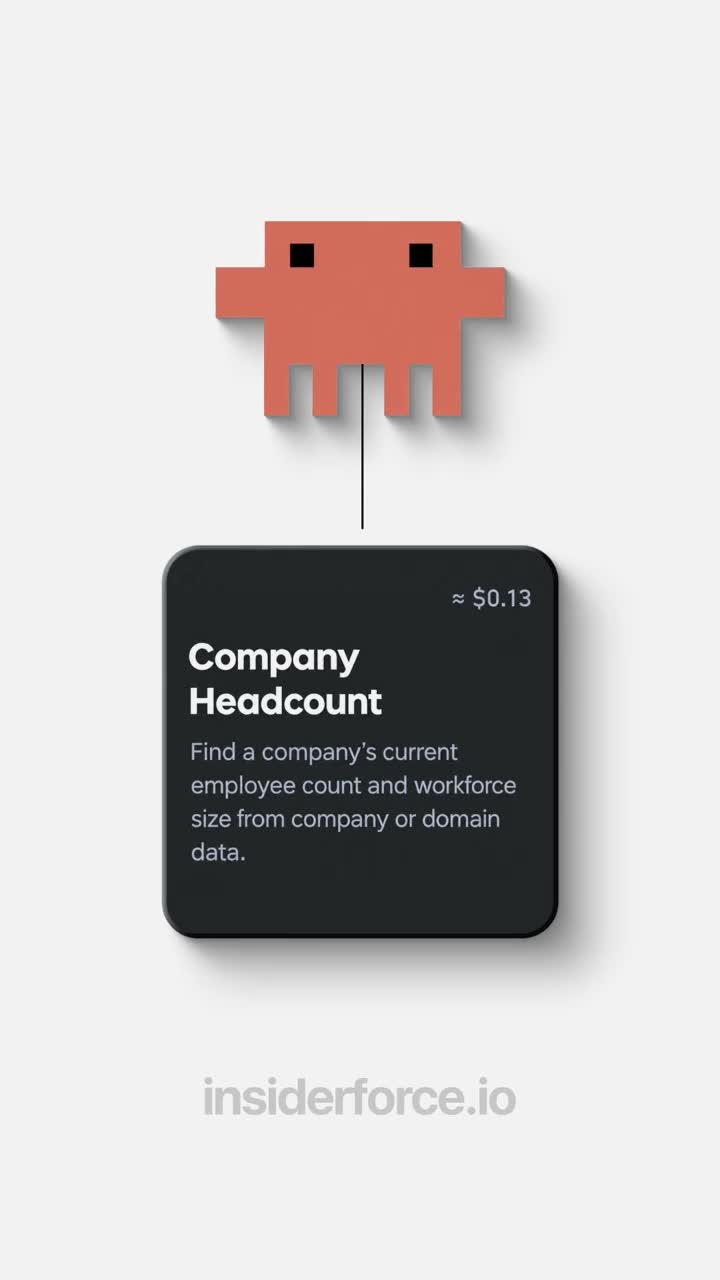 ≈ $0.13
Company
Headcount
Find a company’s current
employee count and workforce
size from company or domain
data.
insiderforce.io